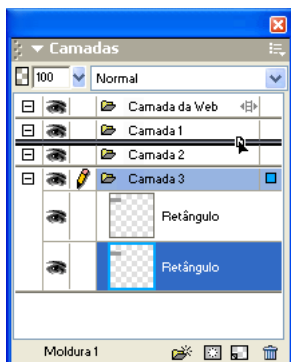 Camadas
100 Normal
Camada da Web
Camada 1
Camada 2
Camada 3
Retângulo
Retângulo
Moldura 1